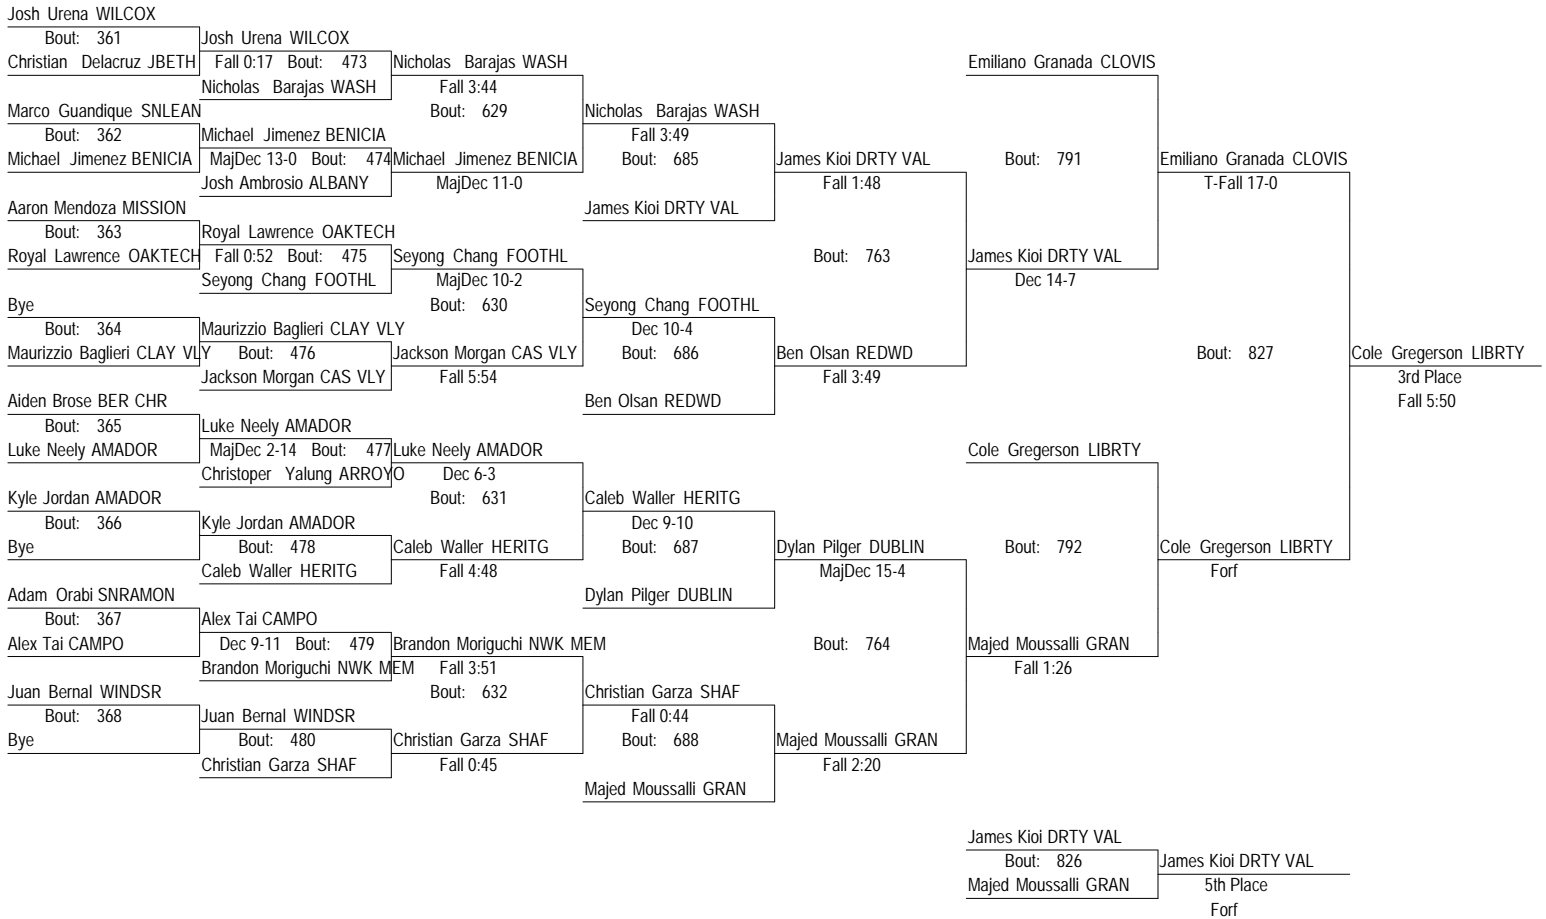 Josh Urena WILCOX
Bout: 361
Christian Delacruz JBETH
Marco Guandique SNLEAN
Bout: 362
Michael Jimenez BENICIA
Aaron Mendoza MISSION
Bout: 363
Royal Lawrence OAKTECH
Bye
Bout: 364
Maurizzio Baglieri CLAY VLY
Aiden Brose BER CHR
Bout: 365
Luke Neely AMADOR
Kyle Jordan AMADOR
Bout: 366
Bye
Adam Orabi SNRAMON
Bout: 367
Alex Tai CAMPO
Juan Bernal WINDSR
Bout: 368
Bye
Josh Urena WILCOX
Fall 0:17 Bout: 473
Nicholas Barajas WASH
Michael Jimenez BENICIA
MajDec 13-0 Bout: 474
Josh Ambrosio ALBANY
Royal Lawrence OAKTECH
Fall 0:52 Bout: 475
Seyong Chang FOOTHL
Maurizzio Baglieri CLAY VLY
Bout: 476
Jackson Morgan CAS VLY
Luke Neely AMADOR
MajDec 2-14 Bout: 477
Christoper Yalung ARROYO
Kyle Jordan AMADOR
Bout: 478
Caleb Waller HERITG
Alex Tai CAMPO
Dec 9-11 Bout: 479
Brandon Moriguchi NWK MEM
Juan Bernal WINDSR
Bout: 480
Christian Garza SHAF
Nicholas Barajas WASH
Fall 3:44
Bout: 629
Michael Jimenez BENICIA
MajDec 11-0
Seyong Chang FOOTHL
MajDec 10-2
Bout: 630
Jackson Morgan CAS VLY
Fall 5:54
Luke Neely AMADOR
Dec 6-3
Bout: 631
Caleb Waller HERITG
Fall 4:48
Brandon Moriguchi NWK MEM
Fall 3:51
Bout: 632
Christian Garza SHAF
Fall 0:45
Nicholas Barajas WASH
Fall 3:49
Bout: 685
James Kioi DRTY VAL
Seyong Chang FOOTHL
Dec 10-4
Bout: 686
Ben Olsan REDWD
Caleb Waller HERITG
Dec 9-10
Bout: 687
Dylan Pilger DUBLIN
Christian Garza SHAF
Fall 0:44
Bout: 688
Majed Moussalli GRAN
James Kioi DRTY VAL
Fall 1:48
Bout: 763
Ben Olsan REDWD
Fall 3:49
Dylan Pilger DUBLIN
MajDec 15-4
Bout: 764
Majed Moussalli GRAN
Fall 2:20
Emiliano Granada CLOVIS
Bout: 791
James Kioi DRTY VAL
Dec 14-7
Cole Gregerson LIBRTY
Bout: 792
Majed Moussalli GRAN
Fall 1:26
Emiliano Granada CLOVIS
T-Fall 17-0
Bout: 827
Cole Gregerson LIBRTY
Forf
Cole Gregerson LIBRTY
3rd Place
Fall 5:50
James Kioi DRTY VAL
Bout: 826
Majed Moussalli GRAN
James Kioi DRTY VAL
5th Place
Forf